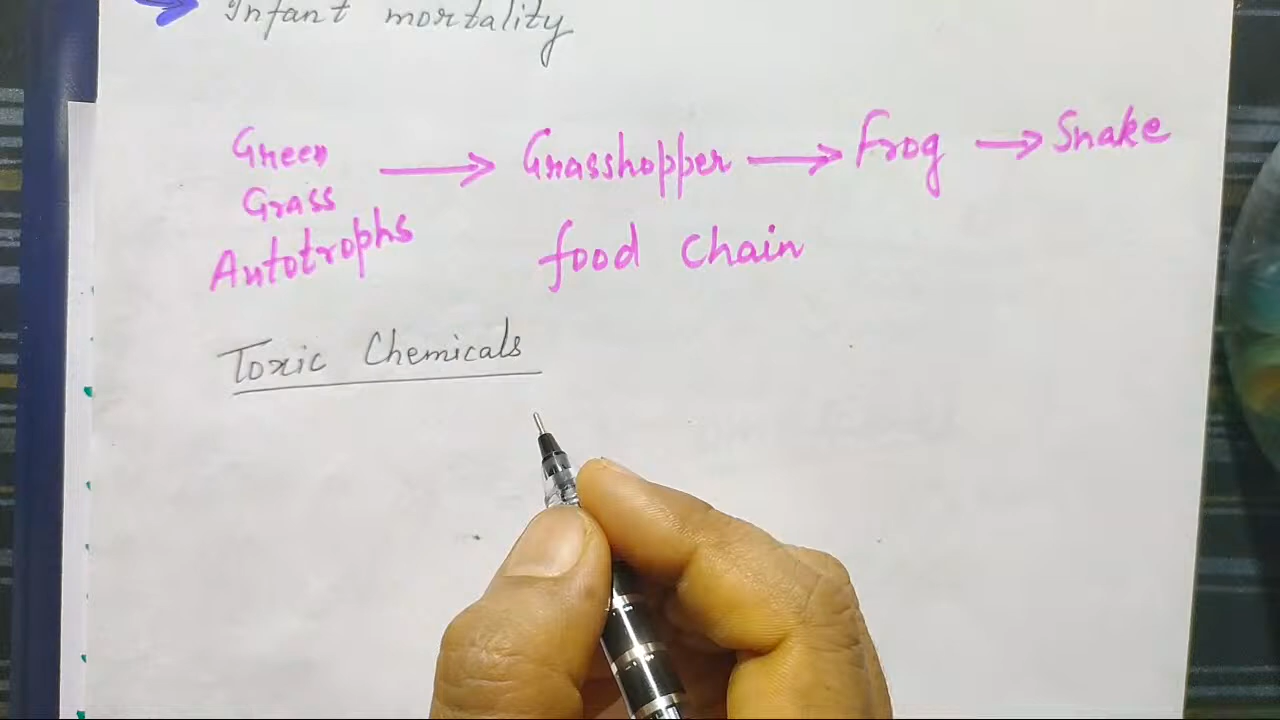 Infant mortality
Green → Grasshopper → Frog → Snake
Grass
Autotrophs food chain
Toxic Chemicals